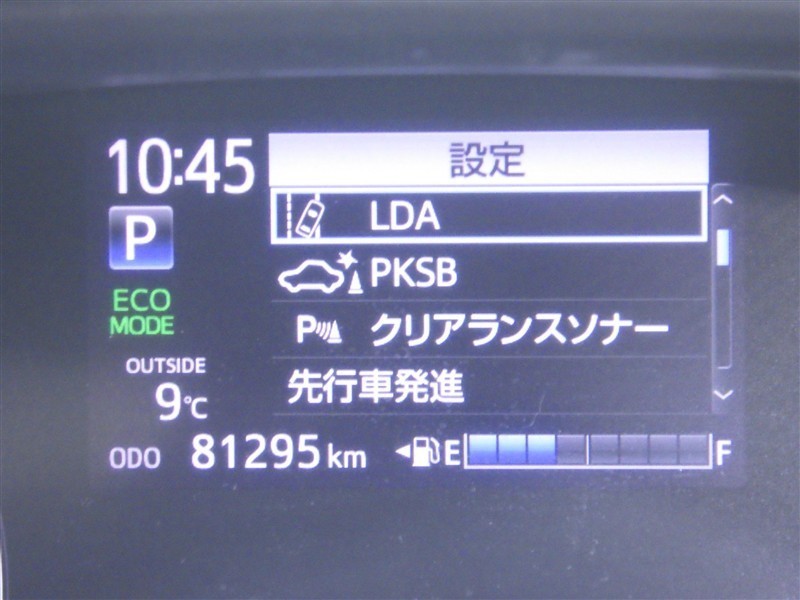 10:45
設定
LDA
P
PKSB
ECO
MODE
P クリアランスソナー
OUTSIDE
9℃
先行車発進
ODO 81295 km
E F